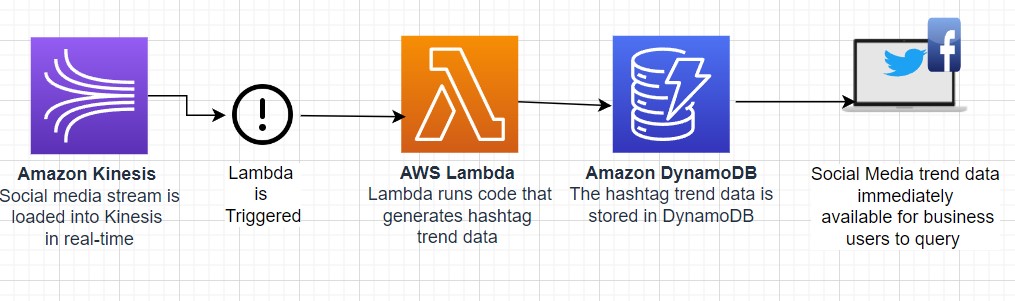 Amazon Kinesis
Social media stream is
loaded into Kinesis
in real-time
Lambda
is
Triggered
AWS Lambda
Lambda runs code that
generates hashtag
trend data
Amazon DynamoDB
The hashtag trend data is
stored in DynamoDB
Social Media trend data
immediately
available for business
users to query